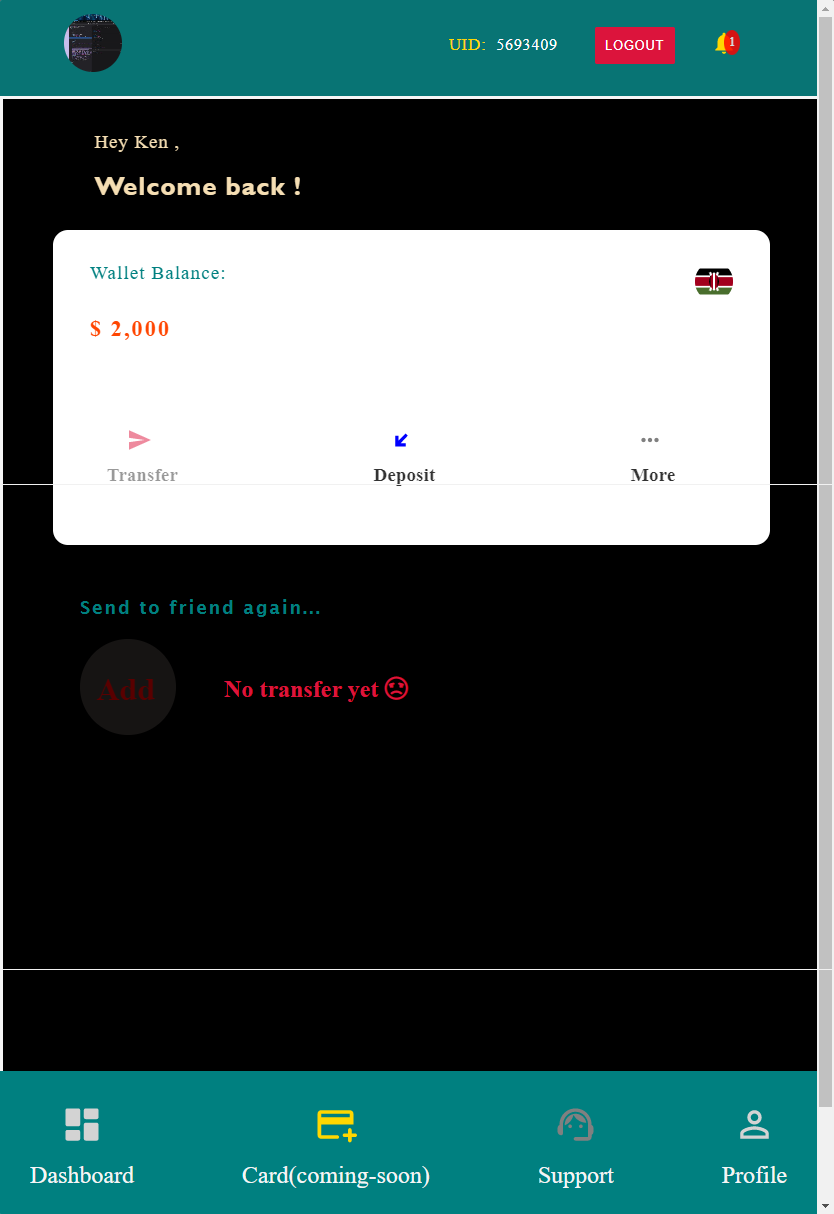 UID: 5693409 LOGOUT 1
Hey Ken ,
Welcome back !
Wallet Balance:
$ 2,000
Transfer Deposit More
Send to friend again...
Add No transfer yet
Dashboard Card(coming-soon) Support Profile